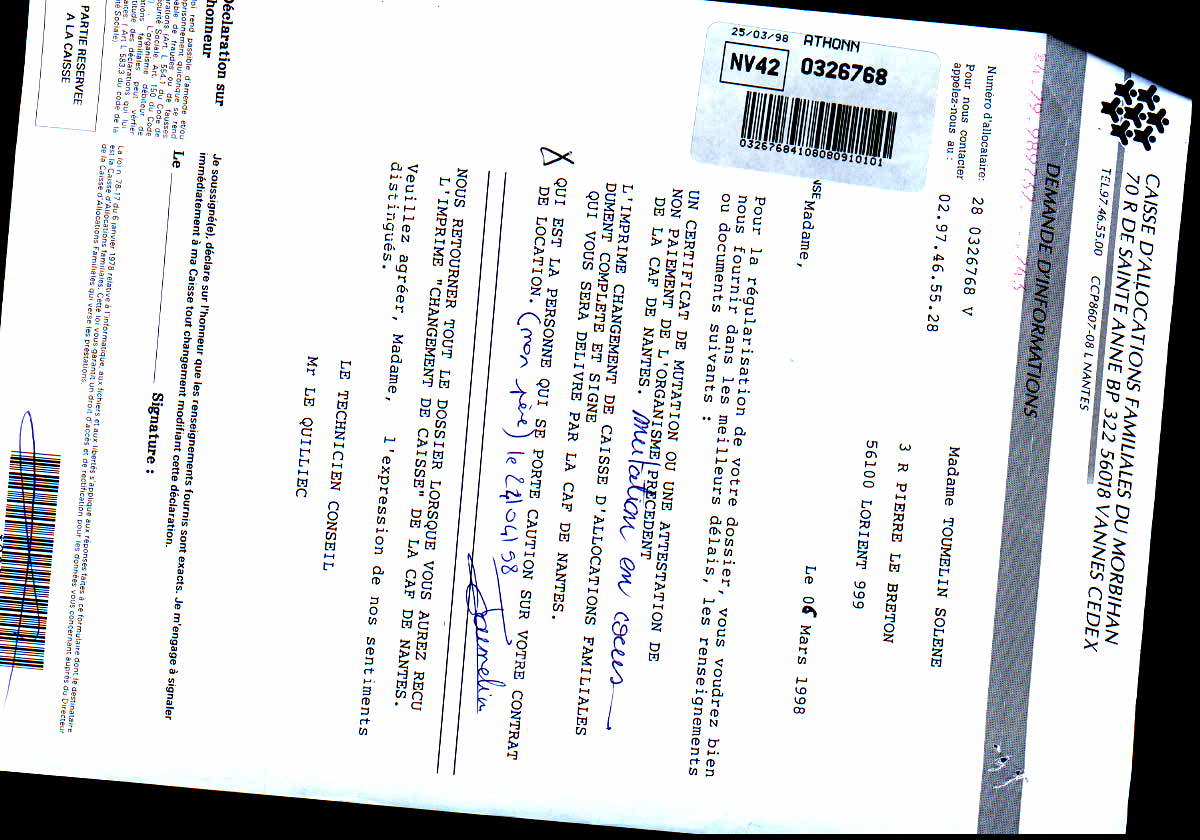 CAISSE D'ALLOCATIONS FAMILIALES DU MORBIHAN
70 R DE SAINTE ANNE BP 322 56018 VANNES CEDEX
TEL.97.46.55.00 CCP8607-08 L NANTES
DEMANDE D'INFORMATIONS
Numéro d'allocataire: 28 0326768 V
Pour nous contacter
appelez-nous au : 02.97.46.55.28
Madame TOUMELIN SOLENE
3 R PIERRE LE BRETON
56100 LORIENT 999
25/03/98 ATHONN
NV42 0326768
03267684108080910101
Le 06 Mars 1998
Madame,
Pour la régularisation de votre dossier, vous voudrez bien
nous fournir dans les meilleurs délais, les renseignements
ou documents suivants :
UN CERTIFICAT DE MUTATION OU UNE ATTESTATION DE
NON PAIEMENT DE L'ORGANISME PRECEDENT
DE LA CAF DE NANTES. mutation en cours
L'IMPRIME CHANGEMENT DE CAISSE D'ALLOCATIONS FAMILIALES
DUMENT COMPLETE ET SIGNE
QUI VOUS SERA DELIVRE PAR LA CAF DE NANTES.
X QUI EST LA PERSONNE QUI SE PORTE CAUTION SUR VOTRE CONTRAT
DE LOCATION. (mon père) le 22/04/98
Toumelin
NOUS RETOURNER TOUT LE DOSSIER LORSQUE VOUS AUREZ RECU
L'IMPRIME "CHANGEMENT DE CAISSE" DE LA CAF DE NANTES.
Veuillez agréer, Madame, l'expression de nos sentiments
distingués.
LE TECHNICIEN CONSEIL
Mr LE QUILLIEC
Déclaration sur
honneur
Je soussigné(e), déclare sur l'honneur que les renseignements fournis sont exacts. Je m'engage à signaler
immédiatement à ma Caisse tout changement modifiant cette déclaration.
Le Signature :
PARTIE RESERVEE
A LA CAISSE
La loi n° 78-17 du 6 janvier 1978 relative à l'informatique, aux fichiers et aux libertés s'applique aux réponses faites à ce formulaire dont le destinataire
est la Caisse d'Allocations familiales. Cette loi vous garantit un droit d'accès et de rectification pour les données vous concernant auprès du Directeur
de la Caisse d'Allocations Familiales qui verse les prestations.